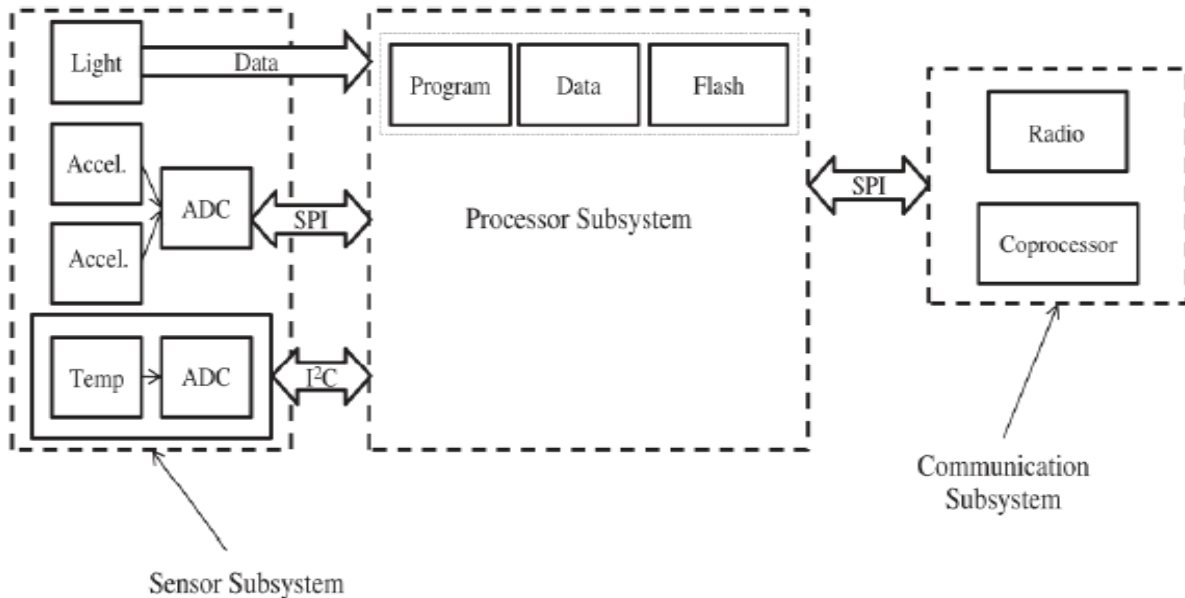 Light
Data
Program
Data
Flash
Radio
Accel.
ADC
SPI
Processor Subsystem
SPI
Accel.
Coprocessor
Temp
ADC
I²C
Communication
Subsystem
Sensor Subsystem